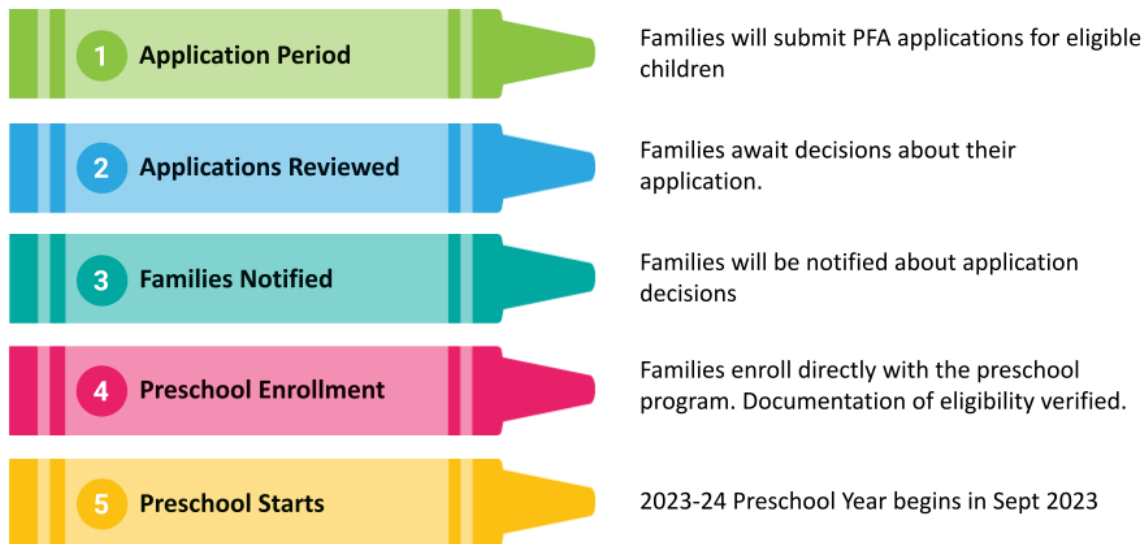 1 Application Period
Families will submit PFA applications for eligible
children
2 Applications Reviewed
Families await decisions about their
application.
3 Families Notified
Families will be notified about application
decisions
4 Preschool Enrollment
Families enroll directly with the preschool
program. Documentation of eligibility verified.
5 Preschool Starts
2023-24 Preschool Year begins in Sept 2023